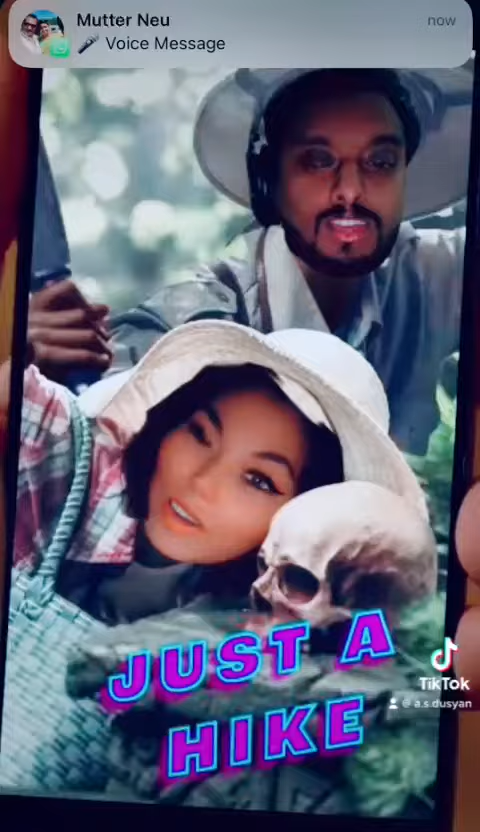 Mutter Neu
now
🎤 Voice Message
JUST A
HIKE
TikTok
@ a.s.dusyan